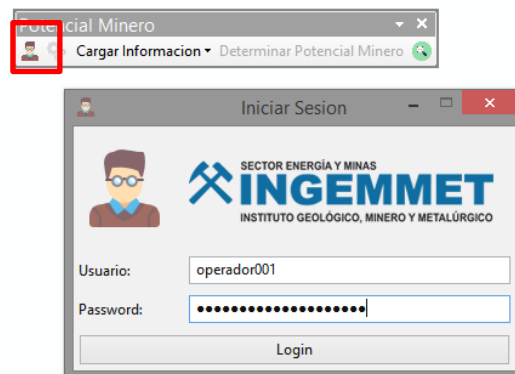 Potencial Minero
Cargar Informacion Determinar Potencial Minero
Iniciar Sesion
SECTOR ENERGÍA Y MINAS
INGEMMET
INSTITUTO GEOLÓGICO, MINERO Y METALÚRGICO
Usuario: operador001
Password: ●●●●●●●●●●●●●●●●●●●●
Login